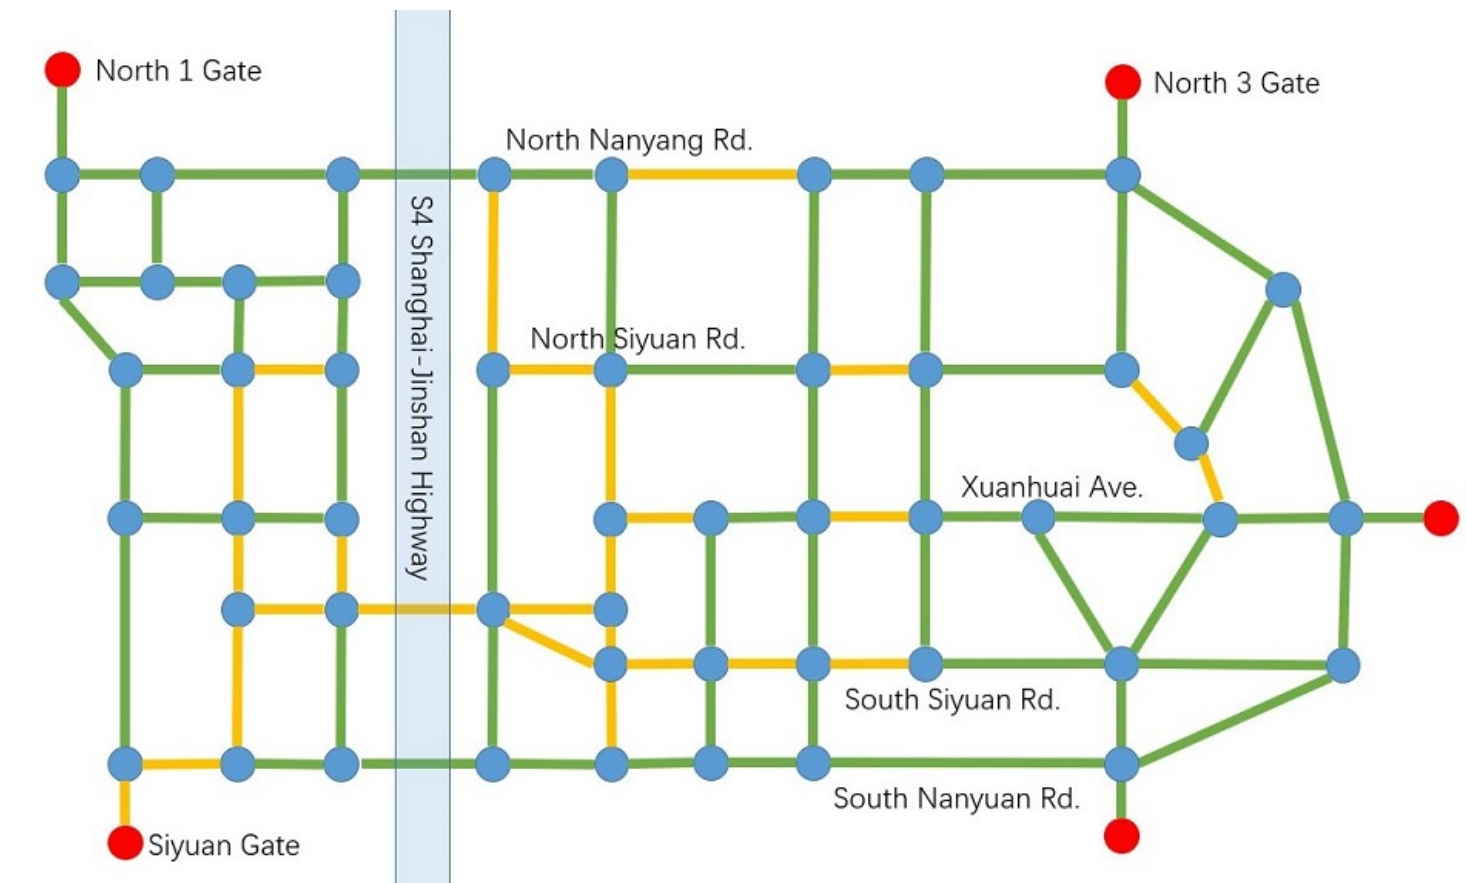 North 1 Gate
North 3 Gate
North Nanyang Rd.
S4 Shanghai-Jinshan Highway
North Siyuan Rd.
Xuanhuai Ave.
South Siyuan Rd.
South Nanyuan Rd.
Siyuan Gate